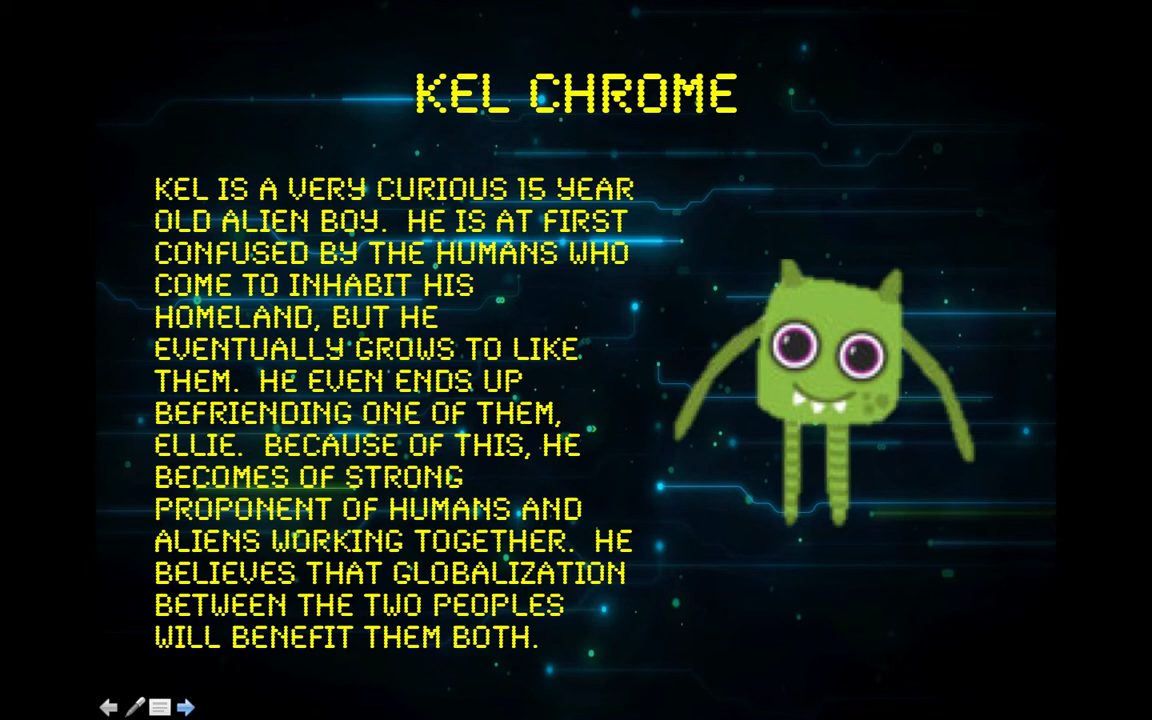 KEL CHROME
KEL IS A VERY CURIOUS 15 YEAR
OLD ALIEN BOY.  HE IS AT FIRST
CONFUSED BY THE HUMANS WHO
COME TO INHABIT HIS
HOMELAND, BUT HE
EVENTUALLY GROWS TO LIKE
THEM.  HE EVEN ENDS UP
BEFRIENDING ONE OF THEM,
ELLIE.  BECAUSE OF THIS, HE
BECOMES OF STRONG
PROPONENT OF HUMANS AND
ALIENS WORKING TOGETHER.  HE
BELIEVES THAT GLOBALIZATION
BETWEEN THE TWO PEOPLES
WILL BENEFIT THEM BOTH.